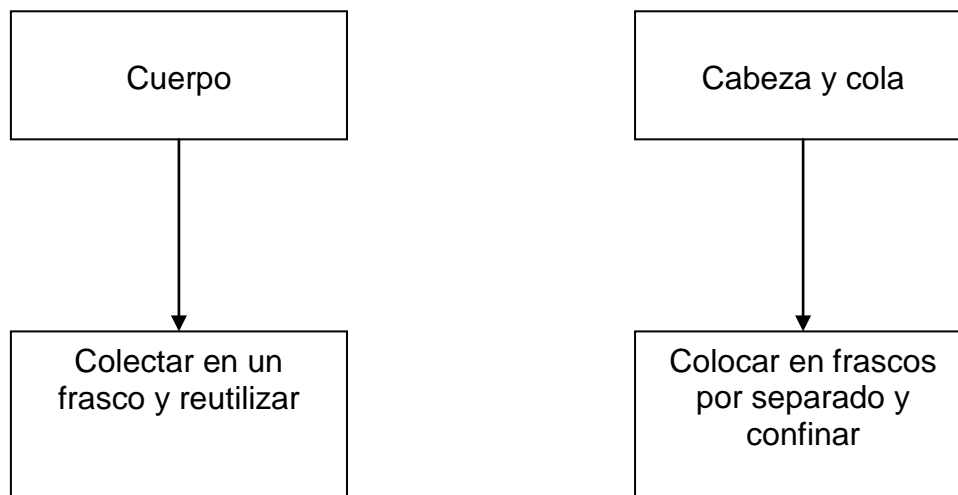 Cuerpo
Cabeza y cola
Colectar en un
frasco y reutilizar
Colocar en frascos
por separado y
confinar